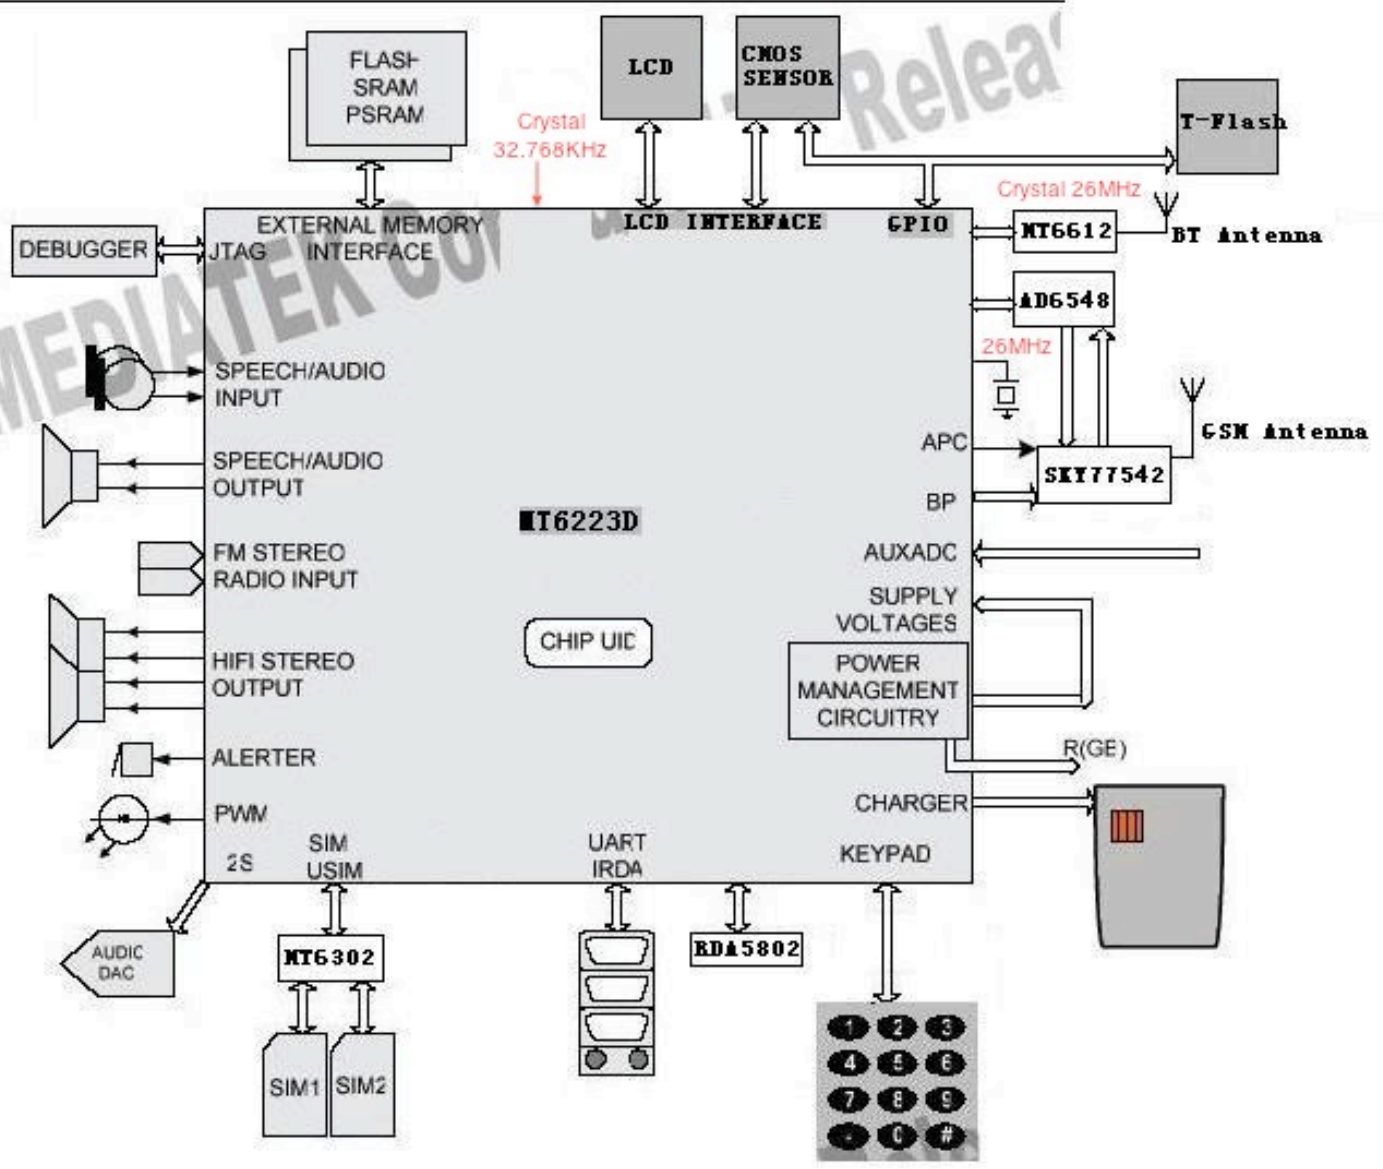 FLASH
SRAM
PSRAM
LCD
CMOS
SENSOR
T-Flash
Crystal
32.768KHz
Crystal 26MHz
EXTERNAL MEMORY
INTERFACE
LCD INTERFACE
GPIO
MT6612
BT Antenna
DEBUGGER
JTAG
AD6548
26MHz
SPEECH/AUDIO
INPUT
GSM Antenna
APC
SKY77542
SPEECH/AUDIO
OUTPUT
BP
MT6223D
FM STEREO
RADIO INPUT
AUXADC
SUPPLY
VOLTAGES
CHIP UID
HIFI STEREO
OUTPUT
POWER
MANAGEMENT
CIRCUITRY
R(GE)
ALERTER
CHARGER
PWM
SIM
USIM
UART
IRDA
KEYPAD
2S
AUDIO
DAC
MT6302
RDA5802
SIM1
SIM2
1 2 3
4 5 6
7 8 9
0 #
MEDIATEK Con
Relea